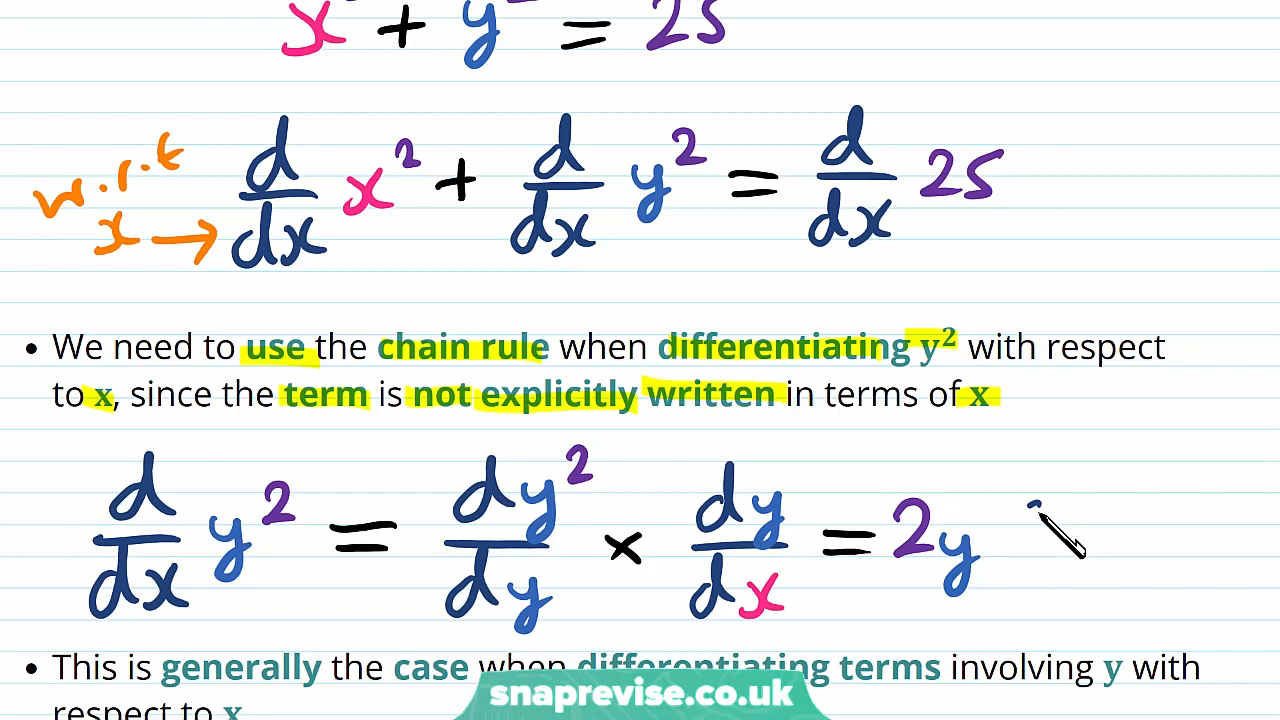 x² + y² = 25
w.r.t x → d/dx x² + d/dx y² = d/dx 25
• We need to use the chain rule when differentiating y² with respect
to x, since the term is not explicitly written in terms of x
d/dx y² = dy²/dy × dy/dx = 2y
• This is generally the case when differentiating terms involving y with
respect to x
snaprevise.co.uk